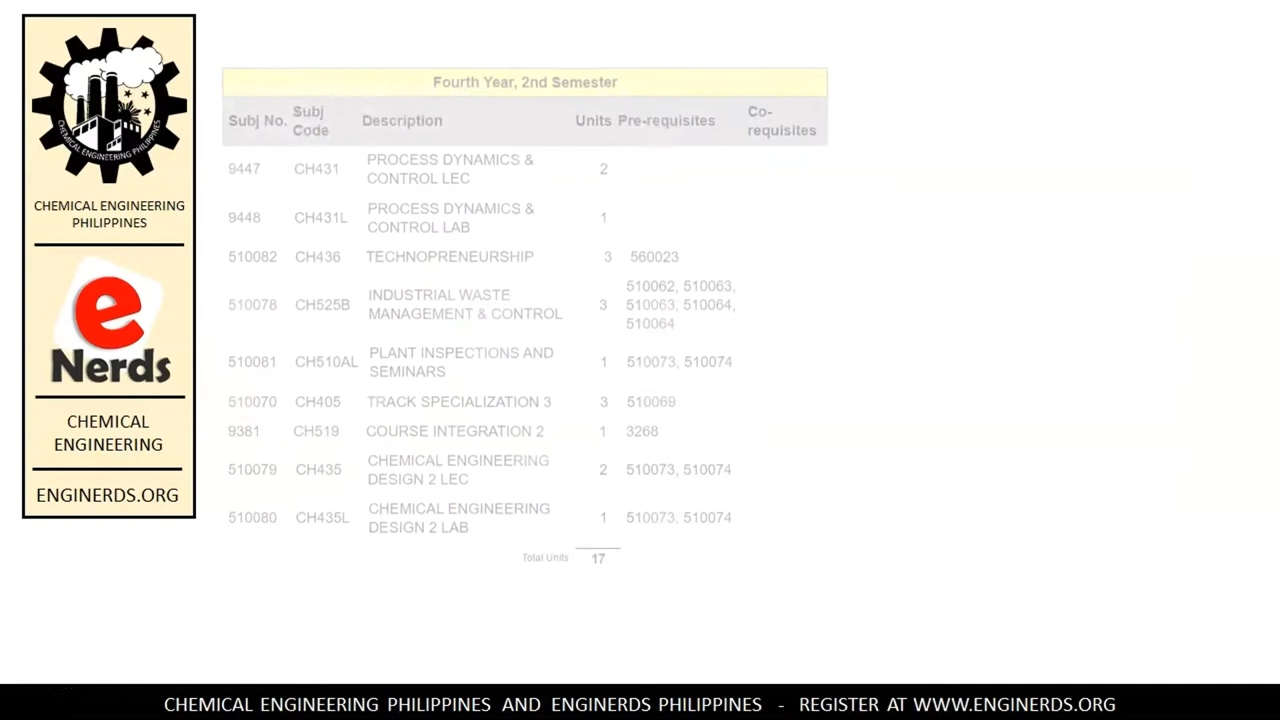 CHEMICAL ENGINEERING PHILIPPINES
CHEMICAL ENGINEERING
PHILIPPINES
e
Nerds
CHEMICAL
ENGINEERING
ENGINERDS.ORG
Fourth Year, 2nd Semester
Subj No. Subj Code Description Units Pre-requisites Co-requisites
9447 CH431 PROCESS DYNAMICS & CONTROL LEC 2
9448 CH431L PROCESS DYNAMICS & CONTROL LAB 1
510082 CH436 TECHNOPRENEURSHIP 3 560023
510078 CH525B INDUSTRIAL WASTE MANAGEMENT & CONTROL 3 510062, 510063, 510063, 510064, 510064
510081 CH510AL PLANT INSPECTIONS AND SEMINARS 1 510073, 510074
510070 CH405 TRACK SPECIALIZATION 3 3 510069
9381 CH519 COURSE INTEGRATION 2 1 3268
510079 CH435 CHEMICAL ENGINEERING DESIGN 2 LEC 2 510073, 510074
510080 CH435L CHEMICAL ENGINEERING DESIGN 2 LAB 1 510073, 510074
Total Units 17
CHEMICAL ENGINEERING PHILIPPINES AND ENGINERDS PHILIPPINES - REGISTER AT WWW.ENGINERDS.ORG